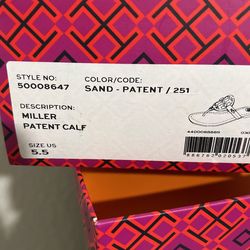 STYLE NO: COLOR/CODE:
50008647 SAND - PATENT / 251
DESCRIPTION:
MILLER
PATENT CALF
SIZE US
5.5